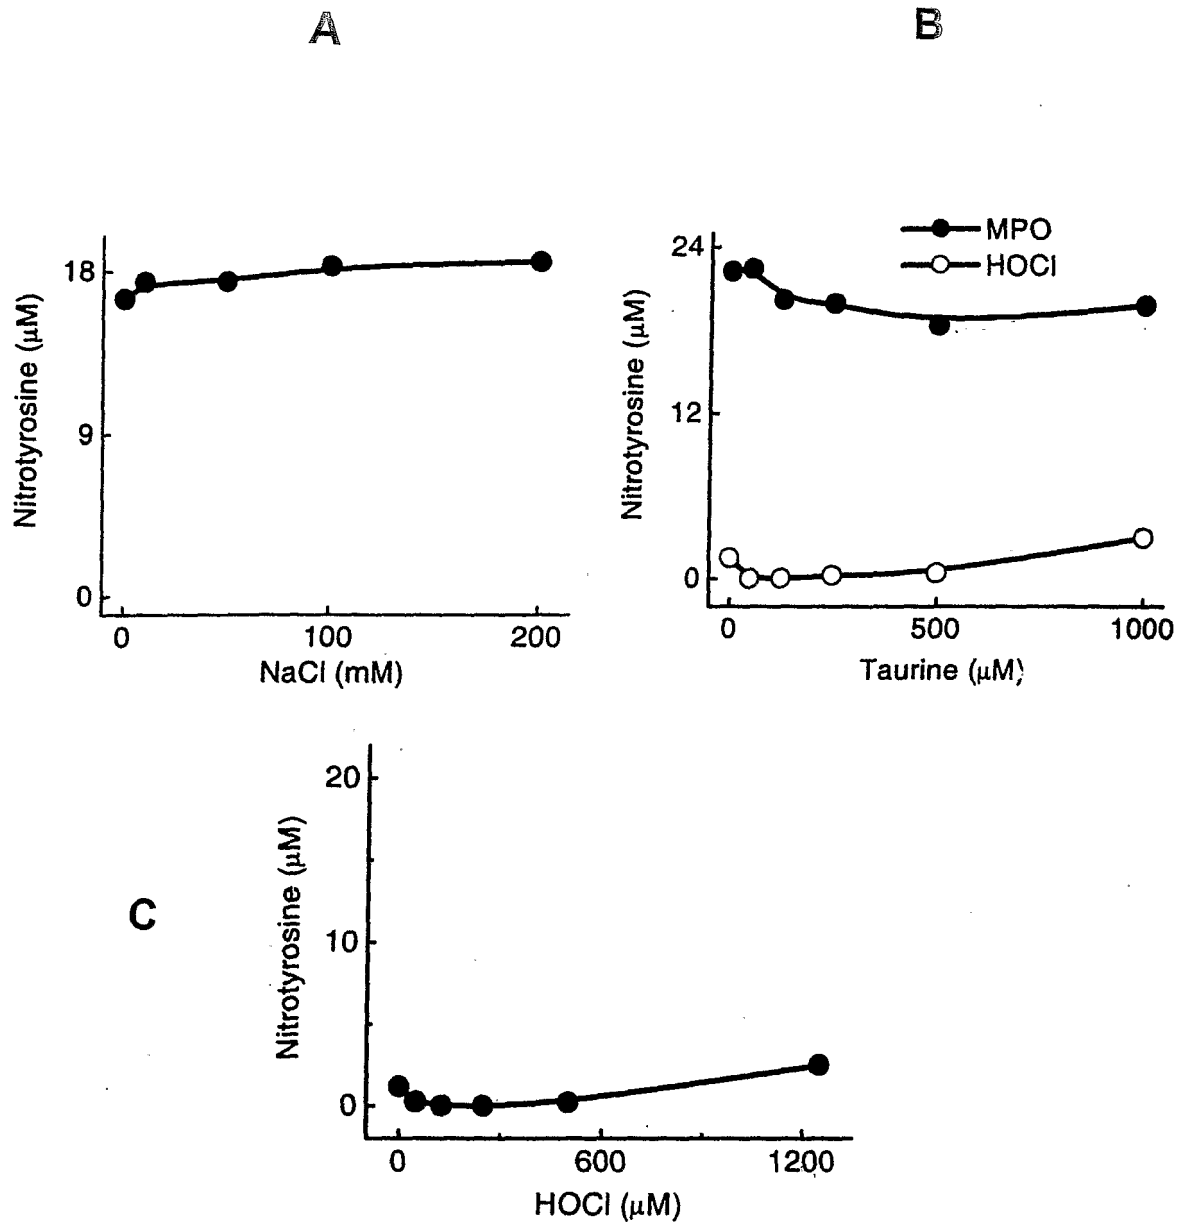 A
B
Nitrotyrosine (μM)
18
9
0
0
100
200
NaCl (mM)
MPO
HOCl
Nitrotyrosine (μM)
24
12
0
0
500
1000
Taurine (μM)
C
Nitrotyrosine (μM)
20
10
0
0
600
1200
HOCl (μM)